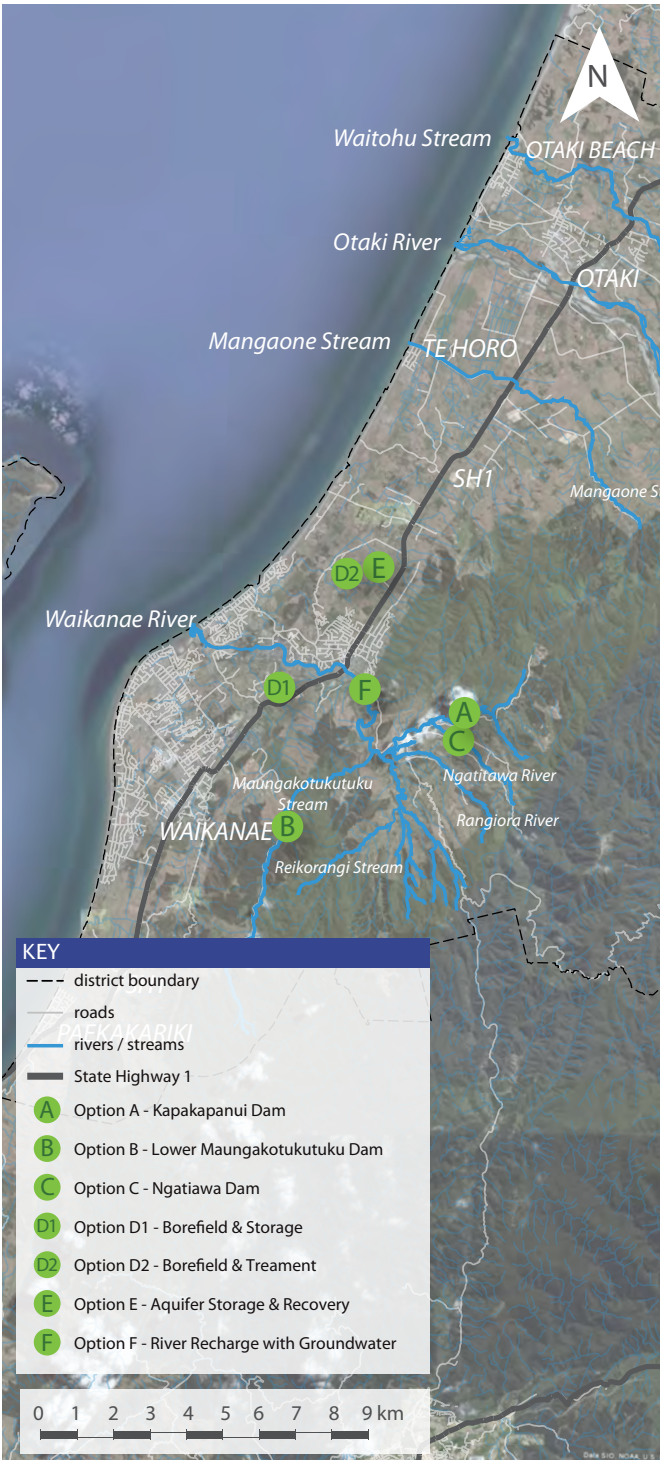 N
Waitohu Stream
OTAKI BEACH
Otaki River
OTAKI
Mangaone Stream
TE HORO
SH1
Mangaone S
D2
E
Waikanae River
D1
F
A
C
Maungakotukutuku
Stream
Ngatitawa River
WAIKANAE
B
Rangiora River
Reikorangi Stream
KEY
district boundary
PAEKAKARIKI
roads
rivers / streams
State Highway 1
A Option A - Kapakapanui Dam
B Option B - Lower Maungakotukutuku Dam
C Option C - Ngatiawa Dam
D1 Option D1 - Borefield & Storage
D2 Option D2 - Borefield & Treament
E Option E - Aquifer Storage & Recovery
F Option F - River Recharge with Groundwater
0 1 2 3 4 5 6 7 8 9 km
Data SIO, NOAA, U.S